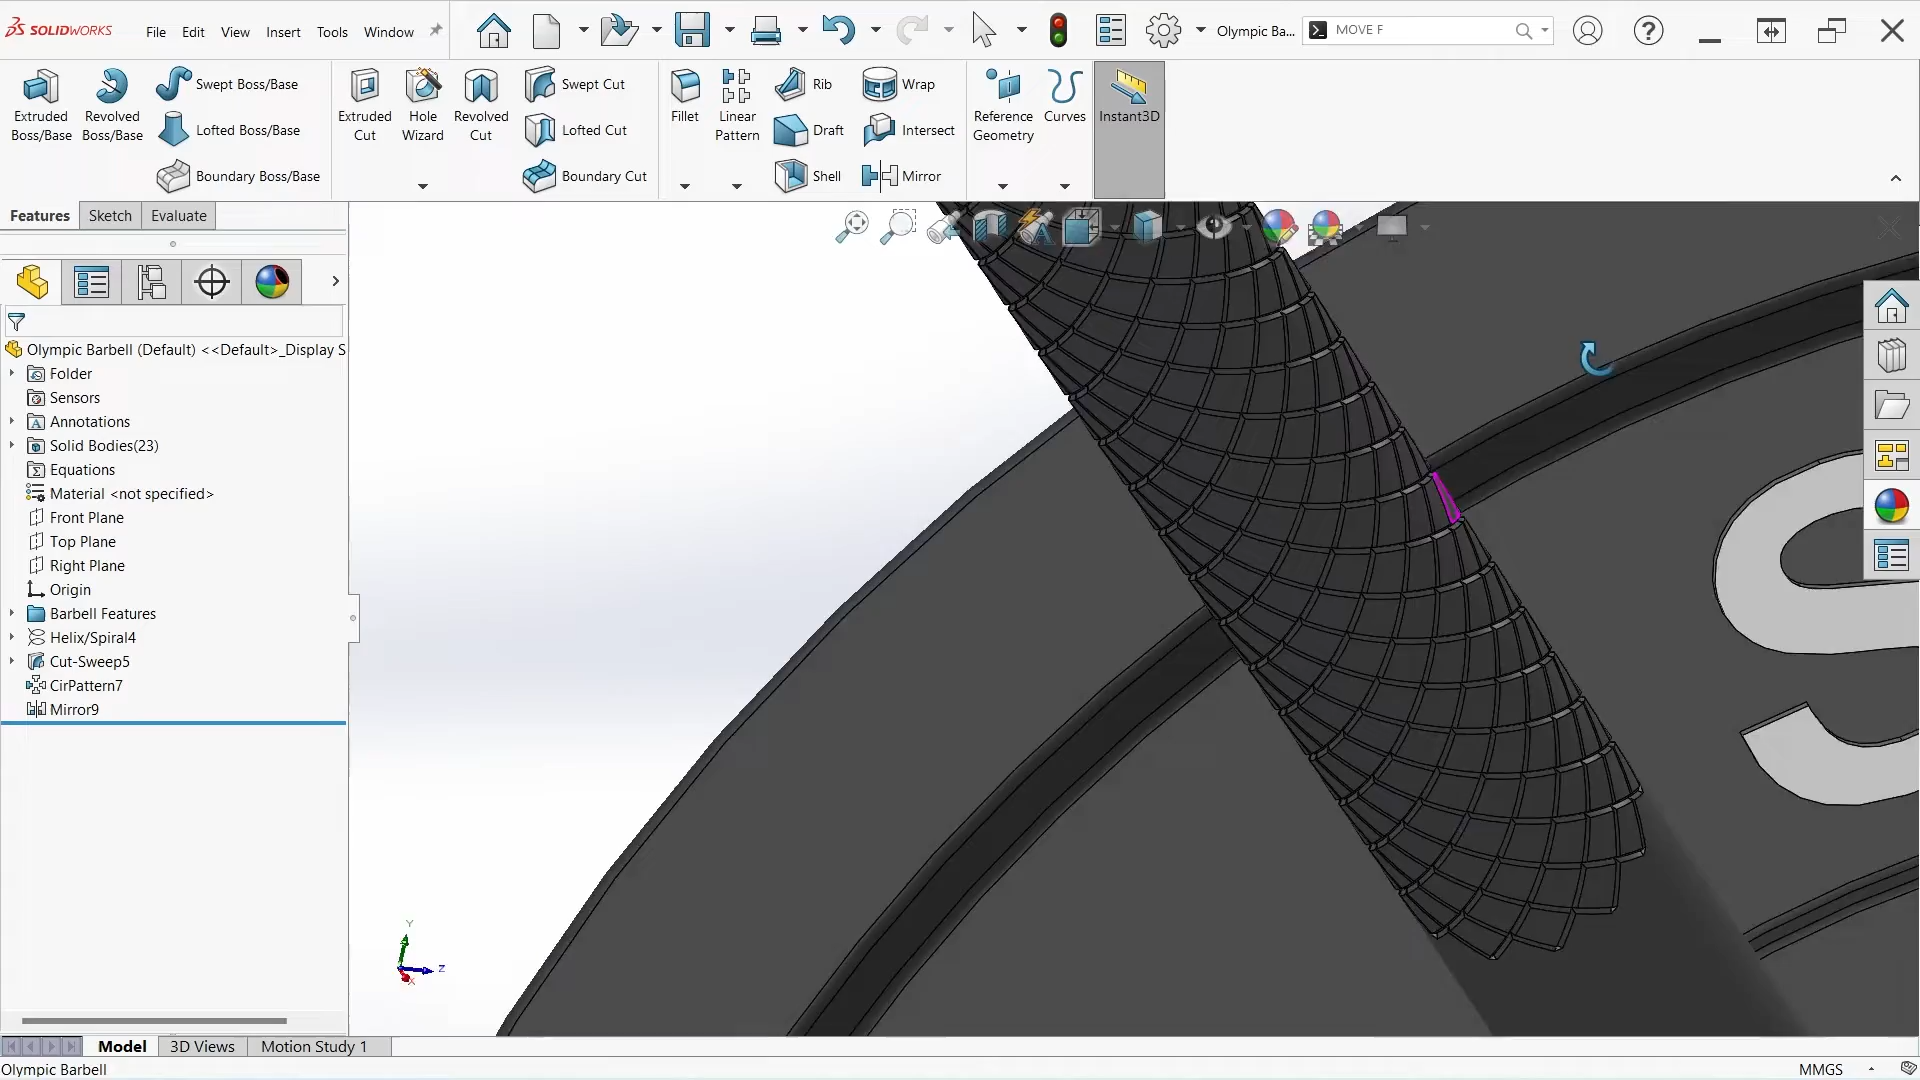 SOLIDWORKS File Edit View Insert Tools Window Olympic Ba... MOVE F
Extruded Boss/Base
Revolved Boss/Base
Swept Boss/Base
Lofted Boss/Base
Boundary Boss/Base
Extruded Cut
Hole Wizard
Revolved Cut
Swept Cut
Lofted Cut
Boundary Cut
Fillet
Linear Pattern
Rib
Draft
Shell
Wrap
Intersect
Mirror
Reference Geometry
Curves
Instant3D
Features Sketch Evaluate
Olympic Barbell (Default) <<Default>_Display S
Folder
Sensors
Annotations
Solid Bodies(23)
Equations
Material <not specified>
Front Plane
Top Plane
Right Plane
Origin
Barbell Features
Helix/Spiral4
Cut-Sweep5
CirPattern7
Mirror9
S
Y
Z
X
Model 3D Views Motion Study 1
Olympic Barbell MMGS